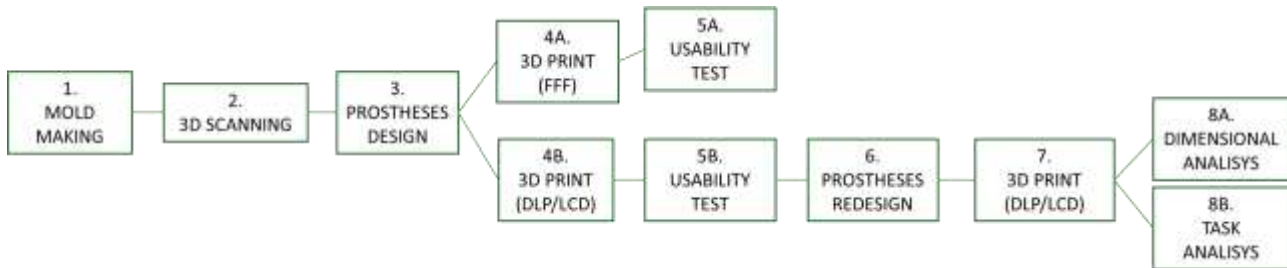 1.
MOLD
MAKING
2.
3D SCANNING
3.
PROSTHESES
DESIGN
4A.
3D PRINT
(FFF)
5A.
USABILITY
TEST
4B.
3D PRINT
(DLP/LCD)
5B.
USABILITY
TEST
6.
PROSTHESES
REDESIGN
7.
3D PRINT
(DLP/LCD)
8A.
DIMENSIONAL
ANALISYS
8B.
TASK
ANALISYS